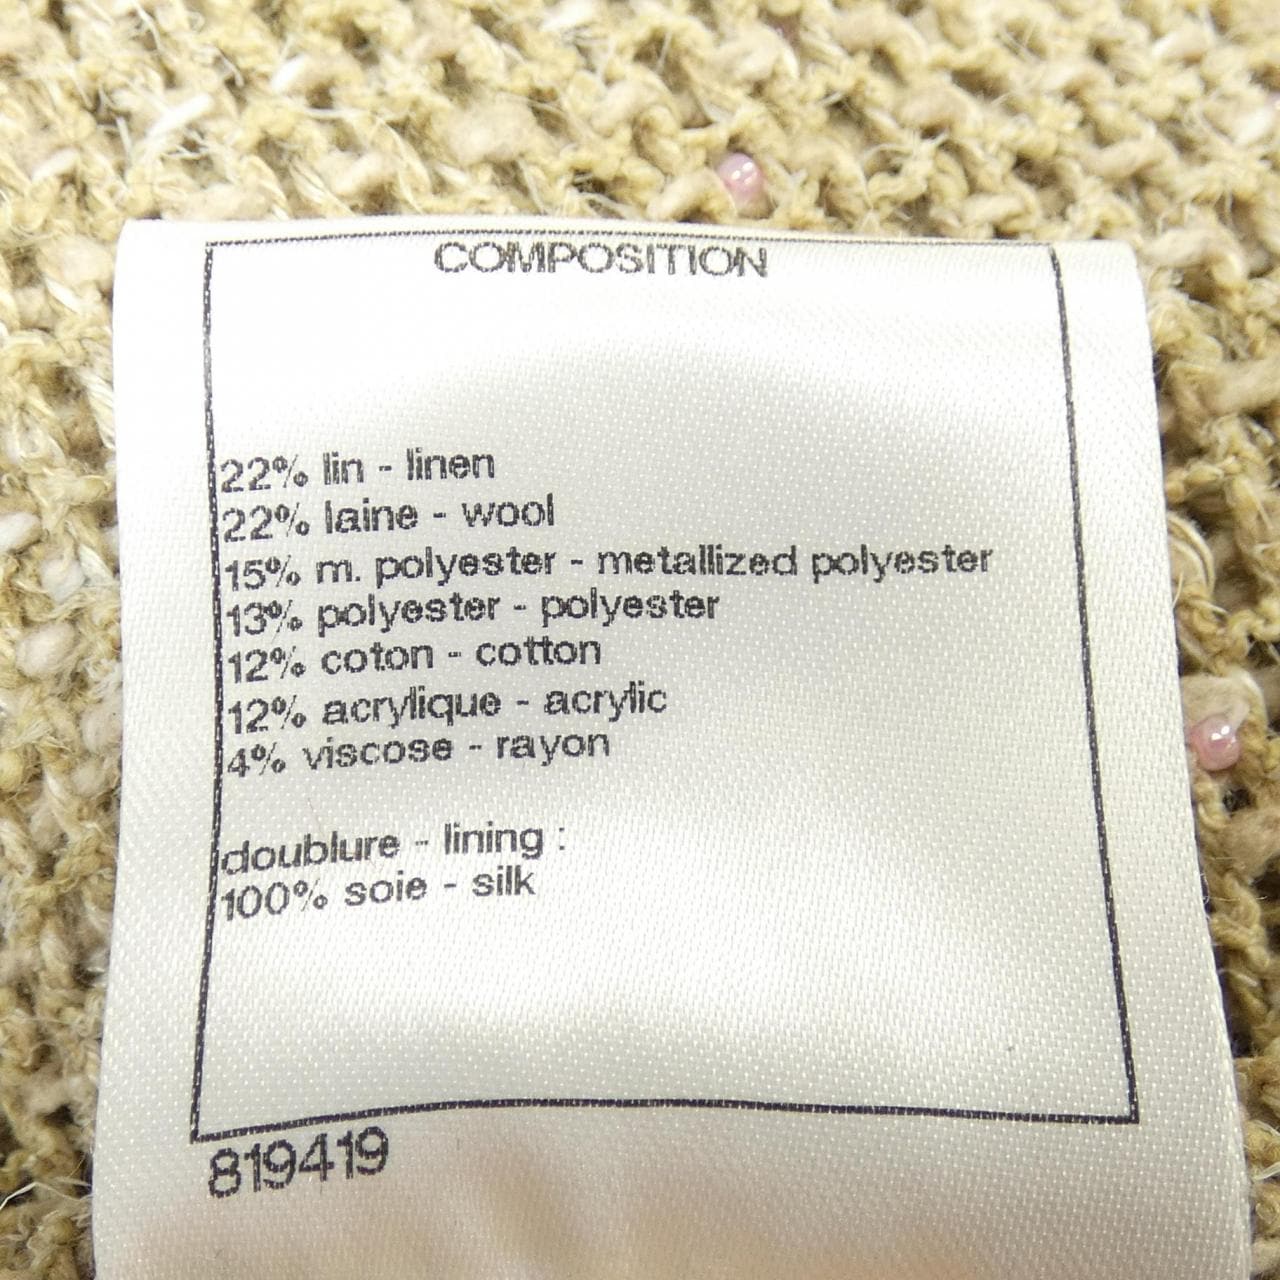 COMPOSITION
22% lin - linen
22% laine - wool
15% m. polyester - metallized polyester
13% polyester - polyester
12% coton - cotton
12% acrylique - acrylic
4% viscose - rayon
doublure - lining :
100% soie - silk
819419